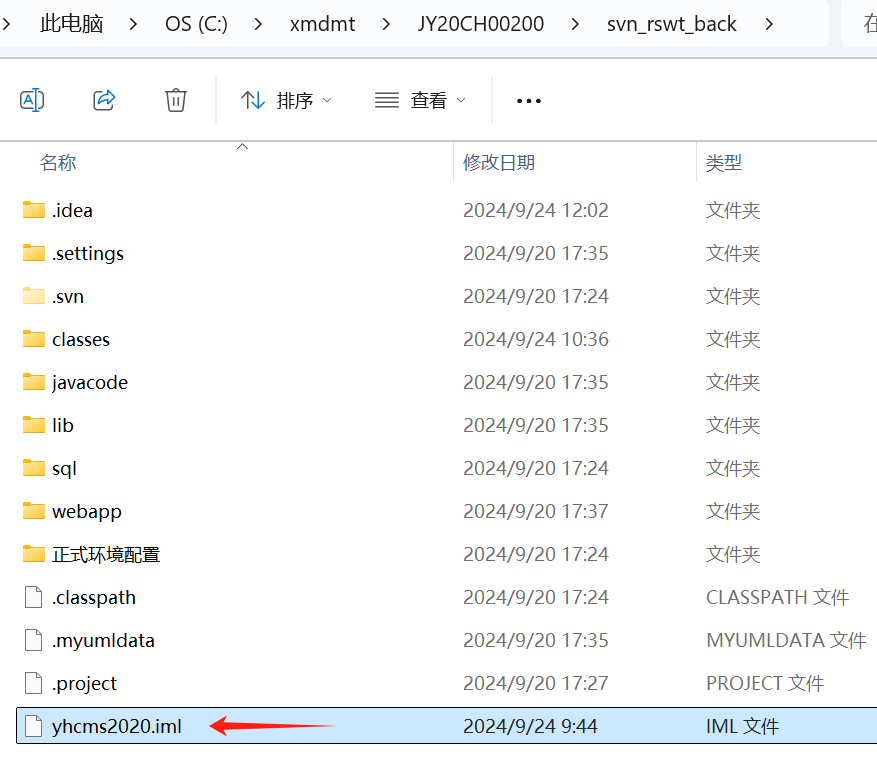 此电脑 > OS (C:) > xmdmt > JY20CH00200 > svn_rswt_back > 在
排序 查看
名称 修改日期 类型
.idea 2024/9/24 12:02 文件夹
.settings 2024/9/20 17:35 文件夹
.svn 2024/9/20 17:24 文件夹
classes 2024/9/24 10:36 文件夹
javacode 2024/9/20 17:35 文件夹
lib 2024/9/20 17:35 文件夹
sql 2024/9/20 17:24 文件夹
webapp 2024/9/20 17:37 文件夹
正式环境配置 2024/9/20 17:24 文件夹
.classpath 2024/9/20 17:24 CLASSPATH 文件
.myumldata 2024/9/20 17:35 MYUMLDATA 文件
.project 2024/9/20 17:27 PROJECT 文件
yhcms2020.iml 2024/9/24 9:44 IML 文件